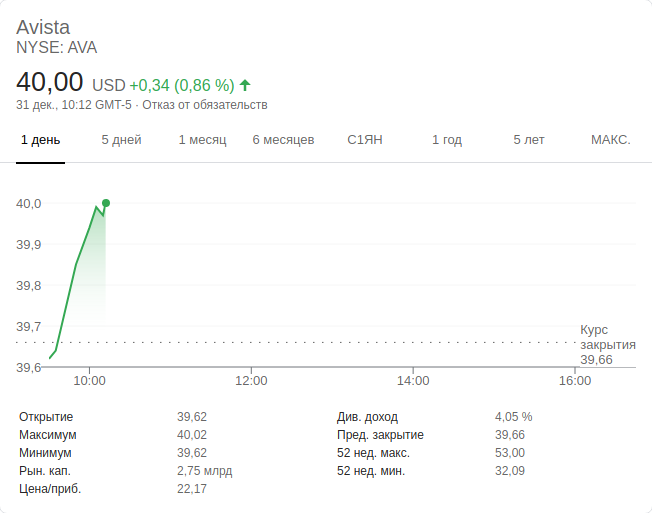 Avista
NYSE: AVA
40,00 USD +0,34 (0,86 %)
31 дек., 10:12 GMT-5 · Отказ от обязательств
1 день 5 дней 1 месяц 6 месяцев С1ЯН 1 год 5 лет МАКС.
40,0
39,9
39,8
39,7
39,6
Курс
закрытия
39,66
10:00 12:00 14:00 16:00
Открытие 39,62
Максимум 40,02
Минимум 39,62
Рын. кап. 2,75 млрд
Цена/приб. 22,17
Див. доход 4,05 %
Пред. закрытие 39,66
52 нед. макс. 53,00
52 нед. мин. 32,09